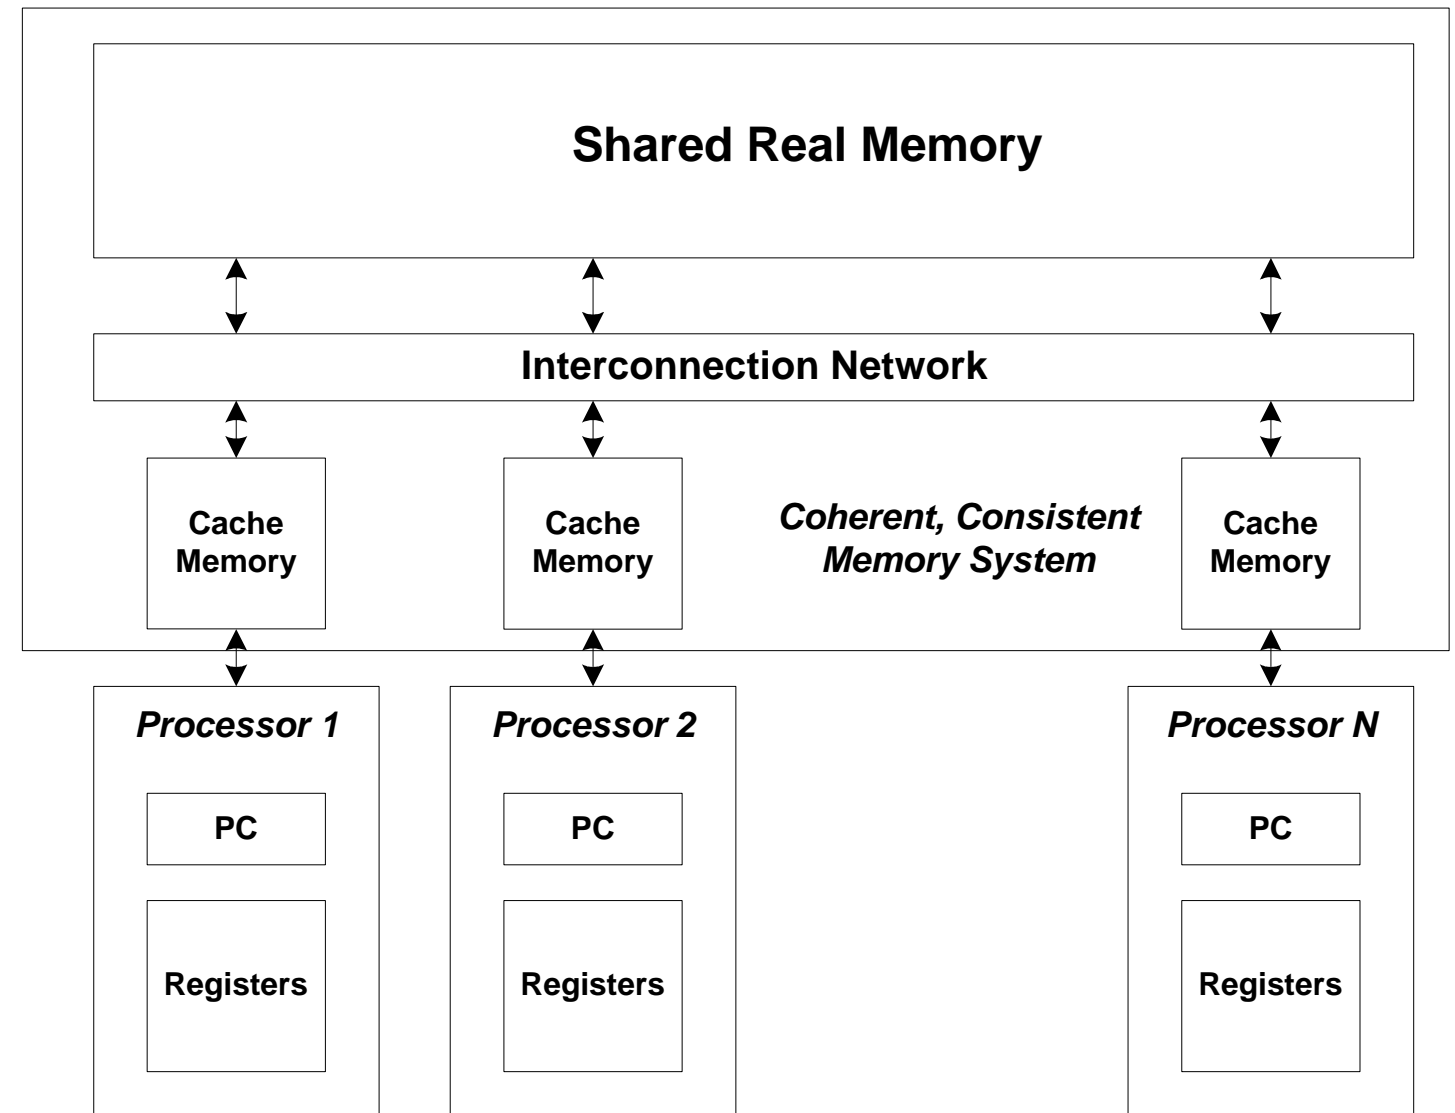 Shared Real Memory
Interconnection Network
Cache
Memory
Cache
Memory
Coherent, Consistent
Memory System
Cache
Memory
Processor 1
Processor 2
Processor N
PC
PC
PC
Registers
Registers
Registers